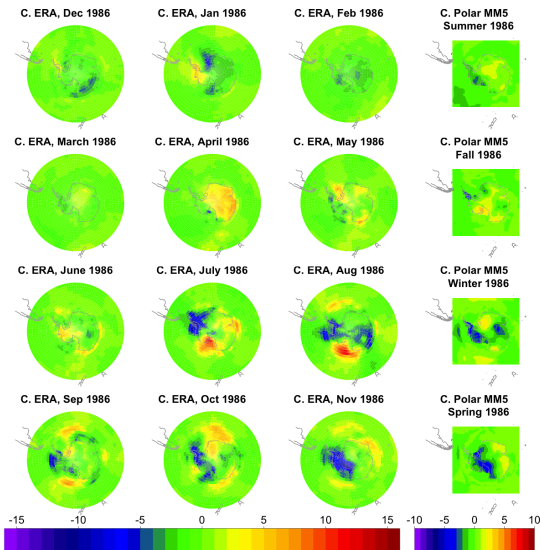 C. ERA, Dec 1986
C. ERA, Jan 1986
C. ERA, Feb 1986
C. Polar MM5
Summer 1986
C. ERA, March 1986
C. ERA, April 1986
C. ERA, May 1986
C. Polar MM5
Fall 1986
C. ERA, June 1986
C. ERA, July 1986
C. ERA, Aug 1986
C. Polar MM5
Winter 1986
C. ERA, Sep 1986
C. ERA, Oct 1986
C. ERA, Nov 1986
C. Polar MM5
Spring 1986
-15 -10 -5 0 5 10 15
-10 -5 0 5 10